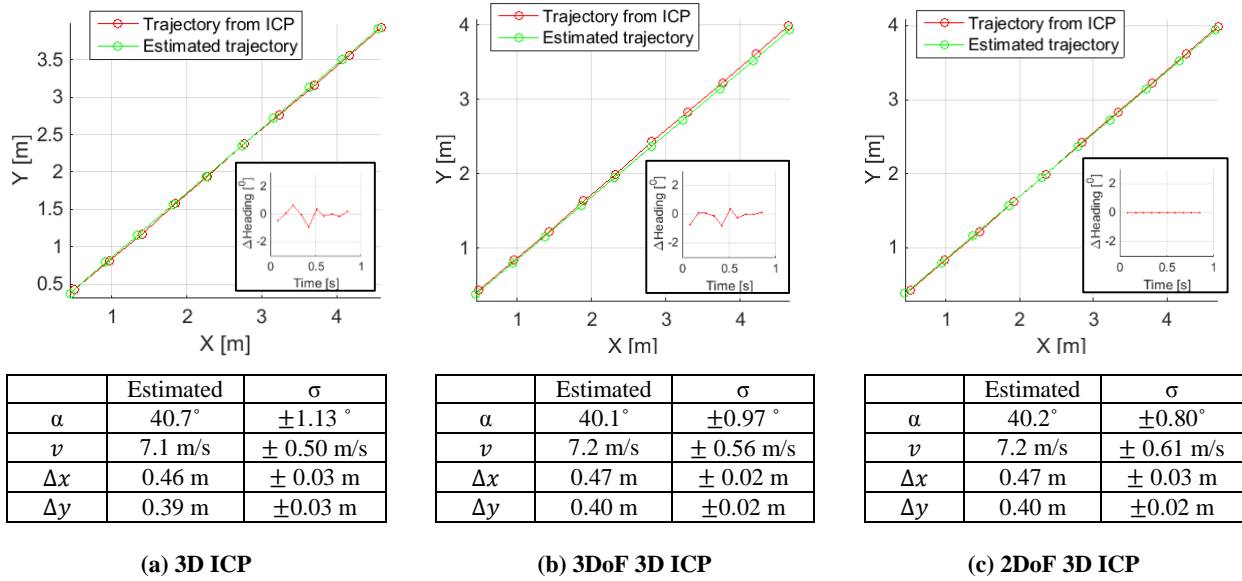 Trajectory from ICP
Estimated trajectory
Y [m]
3.5
3
2.5
2
1.5
1
0.5
1 2 3 4
X [m]
ΔHeading [⁰]
2
0
-2
0 0.5 1
Time [s]
Estimated σ
α 40.7° ±1.13 °
v 7.1 m/s ± 0.50 m/s
Δx 0.46 m ± 0.03 m
Δy 0.39 m ±0.03 m
(a) 3D ICP
Trajectory from ICP
Estimated trajectory
Y [m]
4
3
2
1
1 2 3 4
X [m]
ΔHeading [⁰]
2
0
-2
0 0.5 1
Time [s]
Estimated σ
α 40.1° ±0.97 °
v 7.2 m/s ± 0.56 m/s
Δx 0.47 m ± 0.02 m
Δy 0.40 m ±0.02 m
(b) 3DoF 3D ICP
Trajectory from ICP
Estimated trajectory
Y [m]
4
3
2
1
1 2 3 4
X [m]
ΔHeading [⁰]
2
0
-2
0 0.5 1
Time [s]
Estimated σ
α 40.2° ±0.80°
v 7.2 m/s ± 0.61 m/s
Δx 0.47 m ± 0.03 m
Δy 0.40 m ±0.02 m
(c) 2DoF 3D ICP